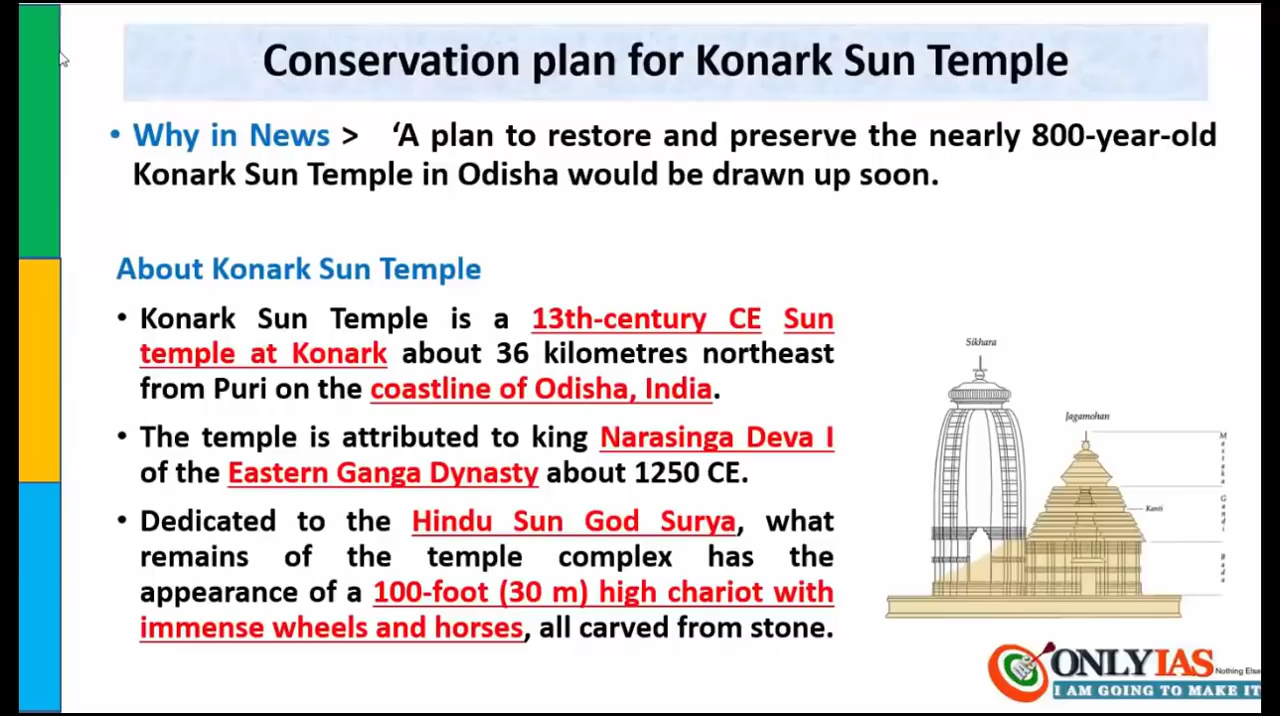 Conservation plan for Konark Sun Temple
• Why in News > ‘A plan to restore and preserve the nearly 800-year-old
Konark Sun Temple in Odisha would be drawn up soon.
About Konark Sun Temple
• Konark Sun Temple is a 13th-century CE Sun
temple at Konark about 36 kilometres northeast
from Puri on the coastline of Odisha, India.
• The temple is attributed to king Narasinga Deva I
of the Eastern Ganga Dynasty about 1250 CE.
• Dedicated to the Hindu Sun God Surya, what
remains of the temple complex has the
appearance of a 100-foot (30 m) high chariot with
immense wheels and horses, all carved from stone.
Sikhara
Jagamohan
Mastaka
Kanti
Gandi
Bada
ONLYIAS
Nothing Else
I AM GOING TO MAKE IT